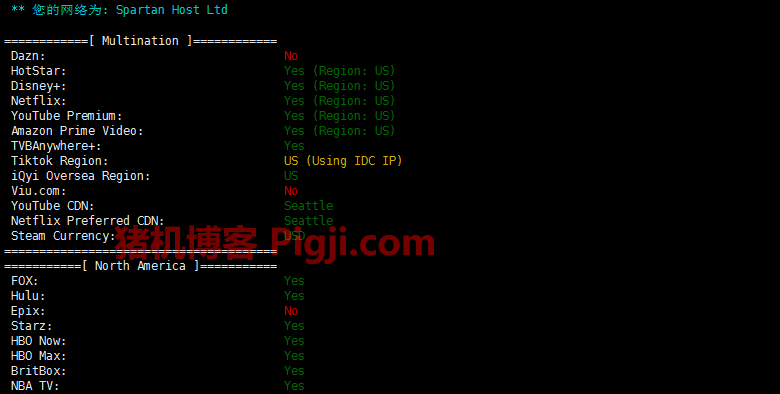 ** 您的网络为: Spartan Host Ltd
============[ Multination ]============
Dazn: No
HotStar: Yes (Region: US)
Disney+: Yes (Region: US)
Netflix: Yes (Region: US)
YouTube Premium: Yes (Region: US)
Amazon Prime Video: Yes (Region: US)
TVBAnywhere+: Yes
Tiktok Region: US (Using IDC IP)
iQyi Oversea Region: US
Viu.com: No
YouTube CDN: Seattle
Netflix Preferred CDN: Seattle
Steam Currency: USD
猪机博客 Pigji.com
=======================================
===========[ North America ]===========
FOX: Yes
Hulu: Yes
Epix: No
Starz: Yes
HBO Now: Yes
HBO Max: Yes
BritBox: Yes
NBA TV: Yes